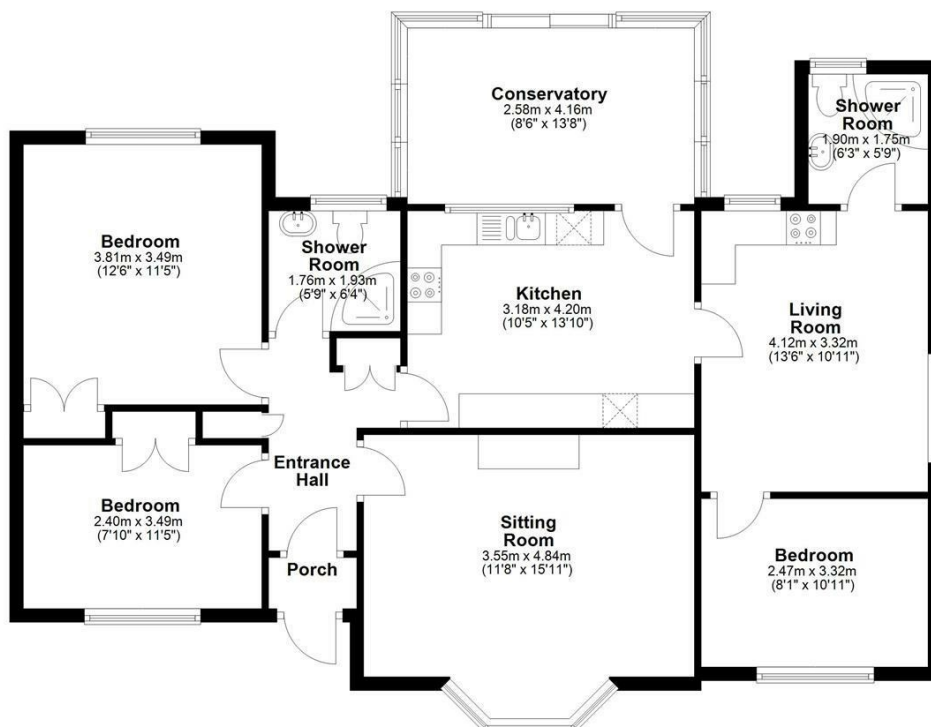 Conservatory
2.58m x 4.16m
(8'6" x 13'8")
Shower
Room
1.90m x 1.75m
(6'3" x 5'9")
Bedroom
3.81m x 3.49m
(12'6" x 11'5")
Shower
Room
1.76m x 1.93m
(5'9" x 6'4")
Kitchen
3.18m x 4.20m
(10'5" x 13'10")
Living
Room
4.12m x 3.32m
(13'6" x 10'11")
Entrance
Hall
Bedroom
2.40m x 3.49m
(7'10" x 11'5")
Sitting
Room
3.55m x 4.84m
(11'8" x 15'11")
Porch
Bedroom
2.47m x 3.32m
(8'1" x 10'11")